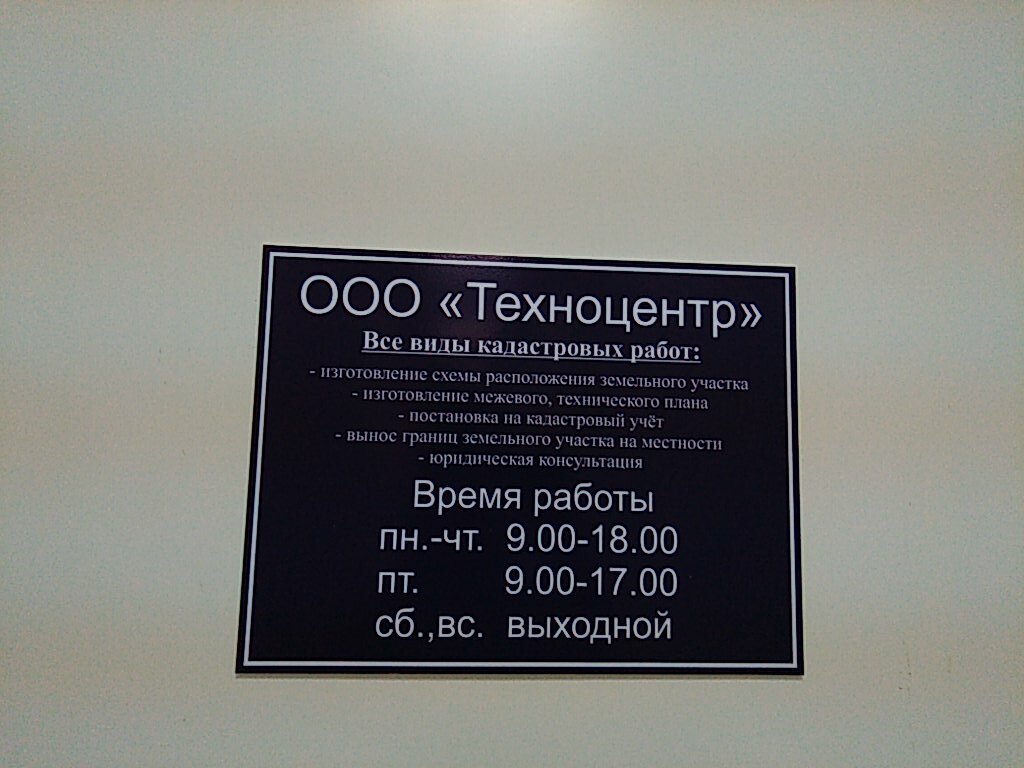 ООО «Техноцентр»
Все виды кадастровых работ:
- изготовление схемы расположения земельного участка
- изготовление межевого, технического плана
- постановка на кадастровый учёт
- вынос границ земельного участка на местности
- юридическая консультация
Время работы
пн.-чт. 9.00-18.00
пт. 9.00-17.00
сб.,вс. выходной